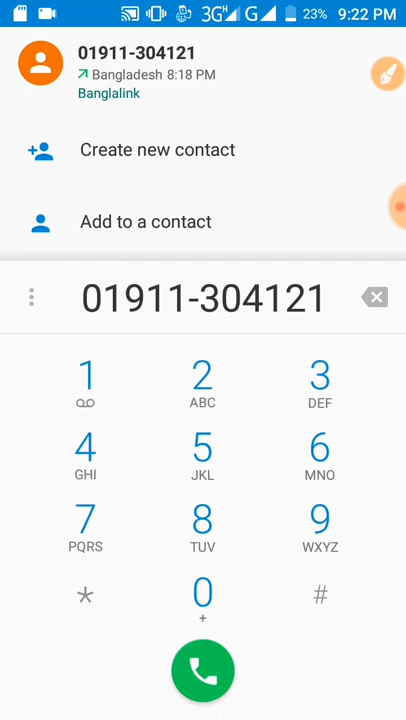 3G H G 23% 9:22 PM
01911-304121
Bangladesh 8:18 PM
Banglalink
Create new contact
Add to a contact
01911-304121
1 2 3
ABC DEF
4 5 6
GHI JKL MNO
7 8 9
PQRS TUV WXYZ
* 0 #
+